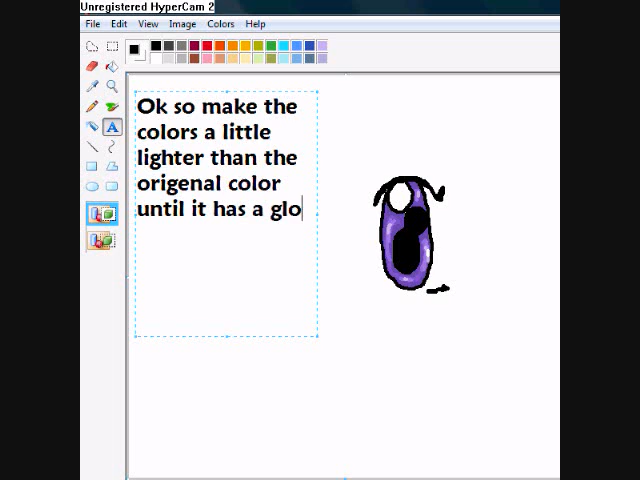 Unregistered HyperCam 2
File Edit View Image Colors Help
A
Ok so make the
colors a little
lighter than the
origenal color
until it has a glo